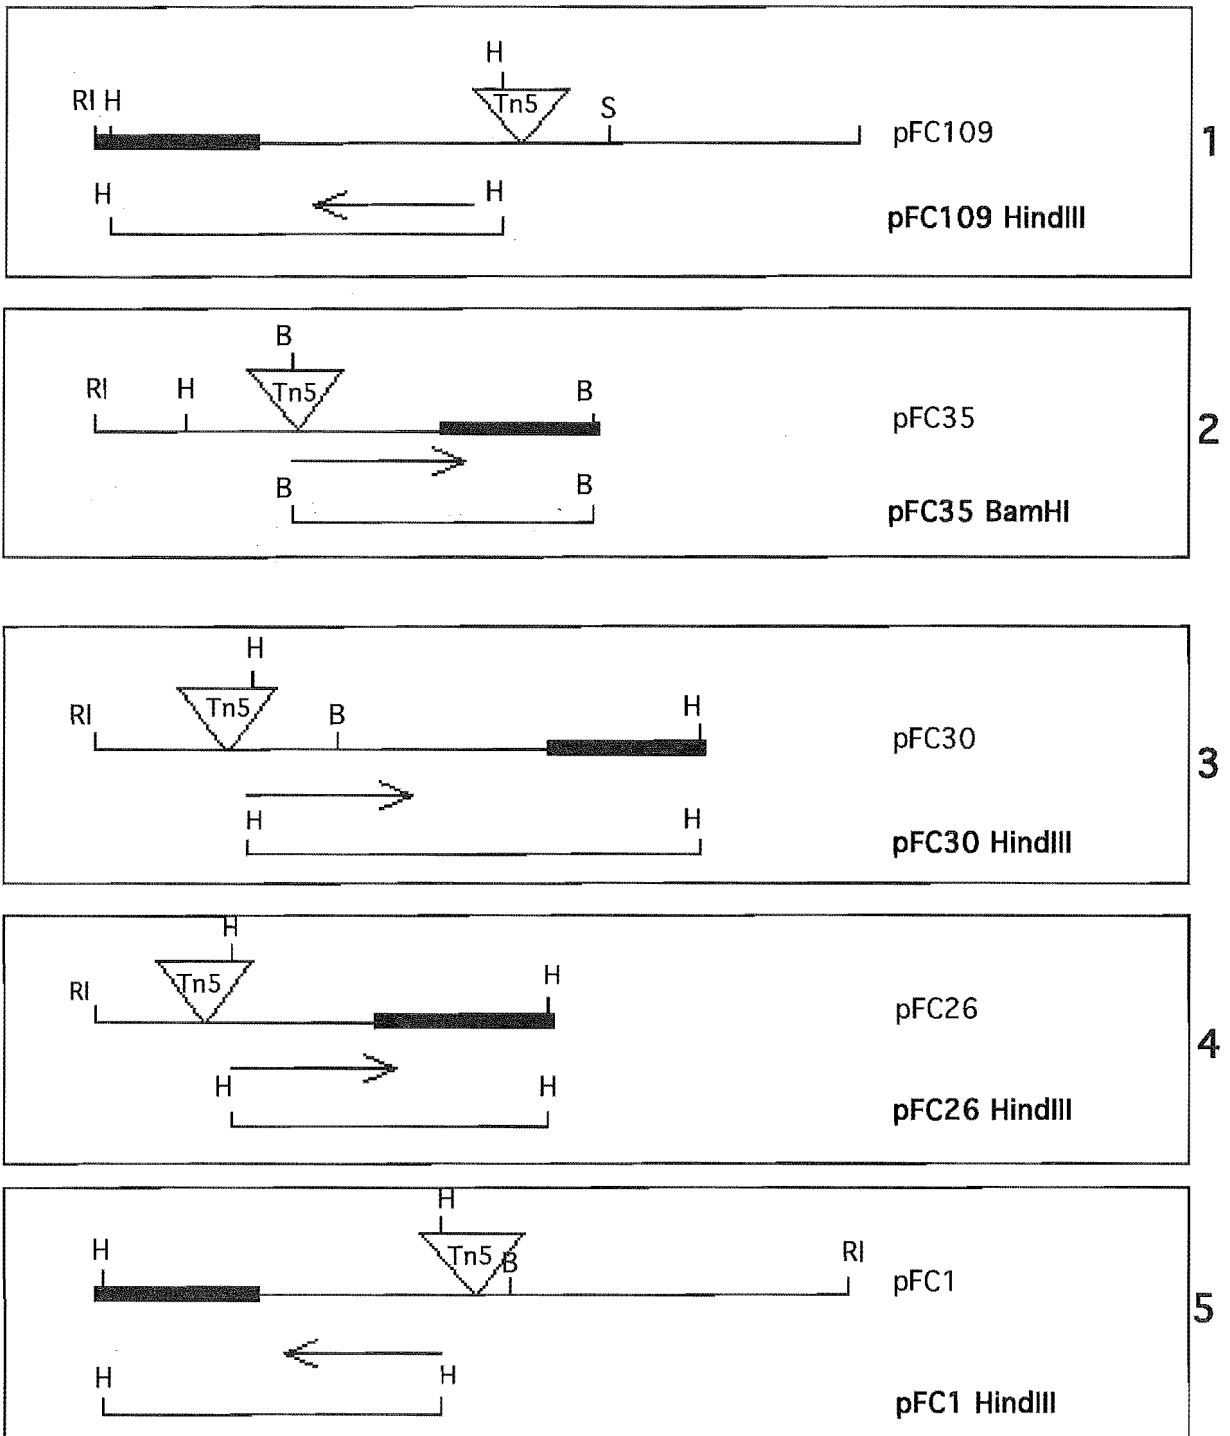 H
Tn5
RI H
S
pFC109
1
H
H
pFC109 HindIII
B
Tn5
RI
H
B
pFC35
2
B
B
pFC35 BamHI
H
Tn5
RI
B
H
pFC30
3
H
H
pFC30 HindIII
H
Tn5
RI
H
pFC26
4
H
H
pFC26 HindIII
H
Tn5
B
H
RI
pFC1
5
H
H
pFC1 HindIII